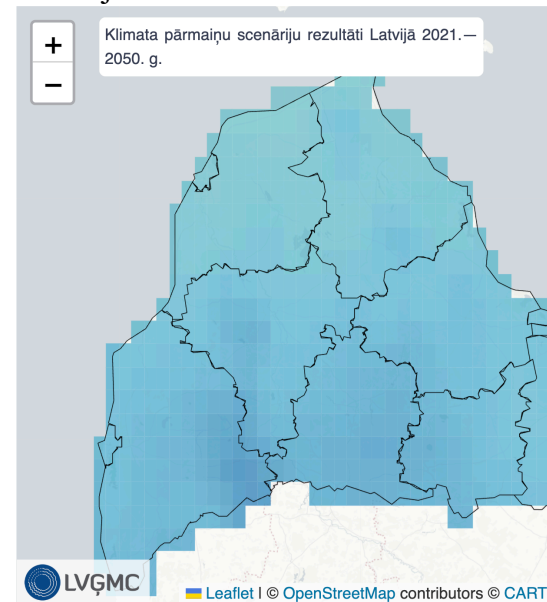 +
Klimata pārmaiņu scenāriju rezultāti Latvijā 2021.—
2050. g.
−
LVĢMC
Leaflet | © OpenStreetMap contributors © CART